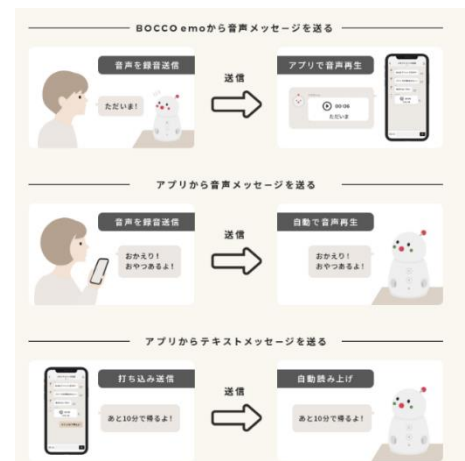 BOCCO emoから音声メッセージを送る
音声を録音送信
ただいま!
送信
アプリで音声再生
00:06
ただいま
アプリから音声メッセージを送る
音声を録音送信
おかえり!
おやつあるよ!
送信
自動で音声再生
おかえり!
おやつあるよ!
アプリからテキストメッセージを送る
打ち込み送信
あと10分で帰るよ!
送信
自動読み上げ
あと10分で帰るよ!